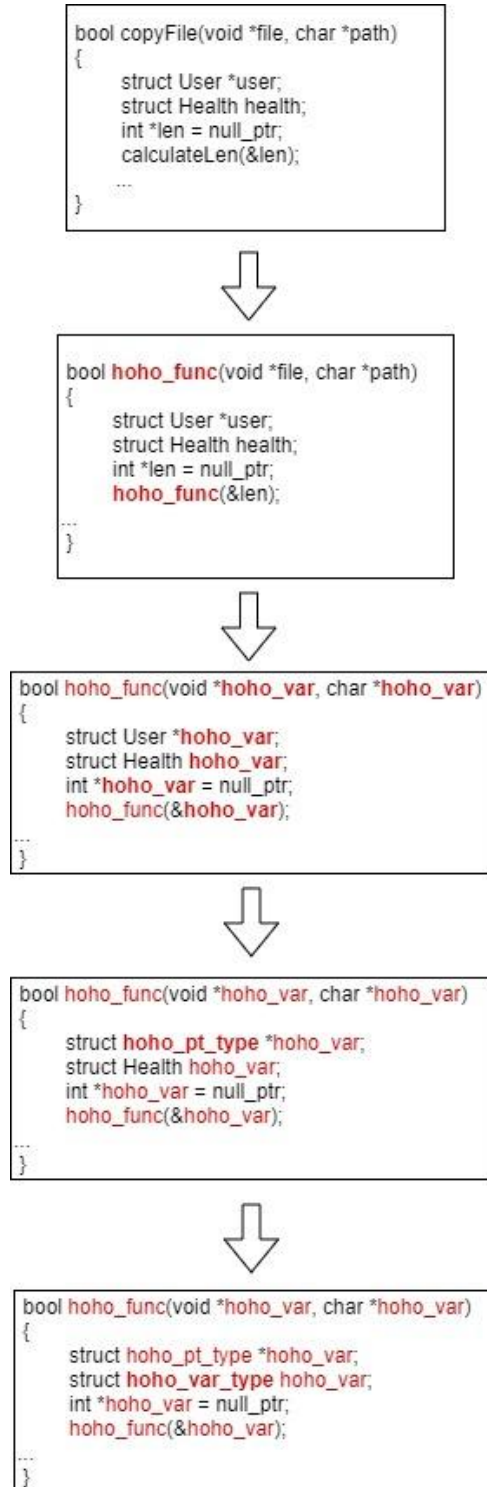 bool copyFile(void *file, char *path)
{
struct User *user;
struct Health health;
int *len = null_ptr;
calculateLen(&len);
...
}
bool hoho_func(void *file, char *path)
{
struct User *user;
struct Health health;
int *len = null_ptr;
hoho_func(&len);
...
}
bool hoho_func(void *hoho_var, char *hoho_var)
{
struct User *hoho_var;
struct Health hoho_var;
int *hoho_var = null_ptr;
hoho_func(&hoho_var);
...
}
bool hoho_func(void *hoho_var, char *hoho_var)
{
struct hoho_pt_type *hoho_var;
struct Health hoho_var;
int *hoho_var = null_ptr;
hoho_func(&hoho_var);
...
}
bool hoho_func(void *hoho_var, char *hoho_var)
{
struct hoho_pt_type *hoho_var;
struct hoho_var_type hoho_var;
int *hoho_var = null_ptr;
hoho_func(&hoho_var);
...
}